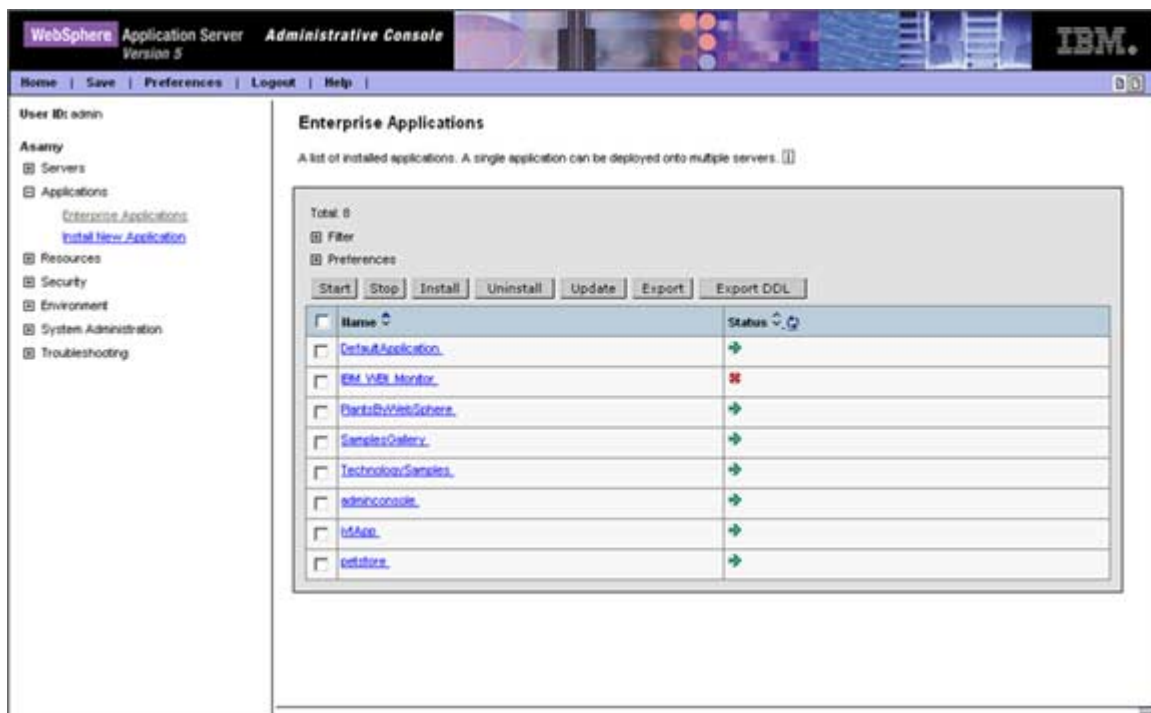 WebSphere Application Server Administrative Console
Version 5
IBM.
Home | Save | Preferences | Logout | Help |
User ID: admin
Asamy
Servers
Applications
Enterprise Applications
Install New Application
Resources
Security
Environment
System Administration
Troubleshooting
Enterprise Applications
A list of installed applications. A single application can be deployed onto multiple servers. i
Total: 8
Filter
Preferences
Start Stop Install Uninstall Update Export Export DDL
Name Status
DefaultApplication
IBM WBI Monitor
PlantsByWebSphere
SamplesGallery
TechnologySamples
adminconsole
ivtApp
petstore